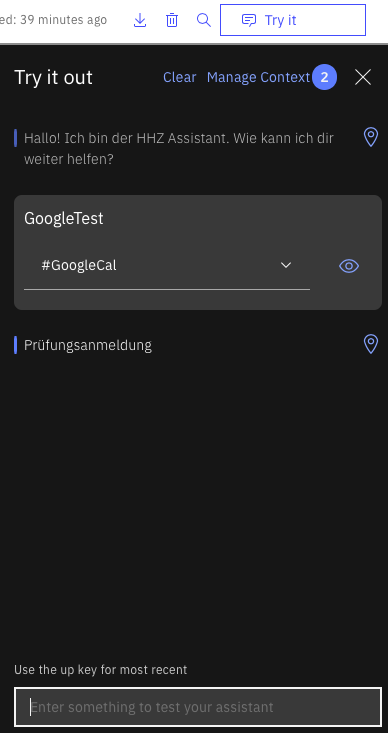 ed: 39 minutes ago
Try it
Try it out
Clear
Manage Context
2
Hallo! Ich bin der HHZ Assistant. Wie kann ich dir
weiter helfen?
GoogleTest
#GoogleCal
Prüfungsanmeldung
Use the up key for most recent
Enter something to test your assistant